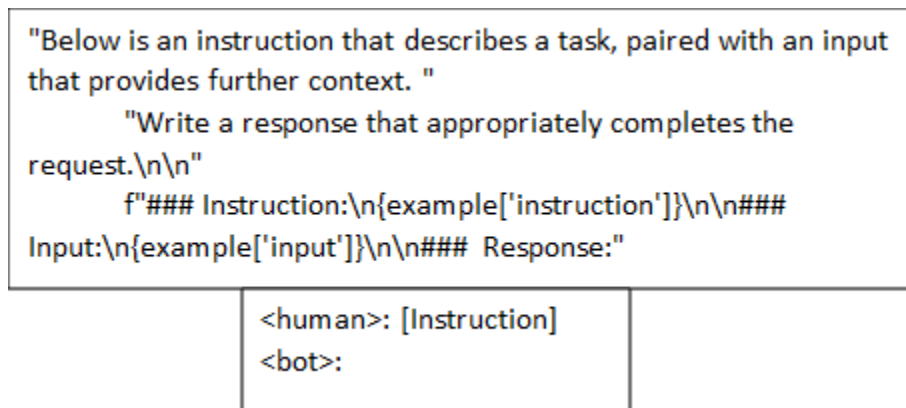 "Below is an instruction that describes a task, paired with an input
that provides further context. "
"Write a response that appropriately completes the
request.\n\n"
f"### Instruction:\n{example['instruction']}\n\n###
Input:\n{example['input']}\n\n### Response:"
<human>: [Instruction]
<bot>: